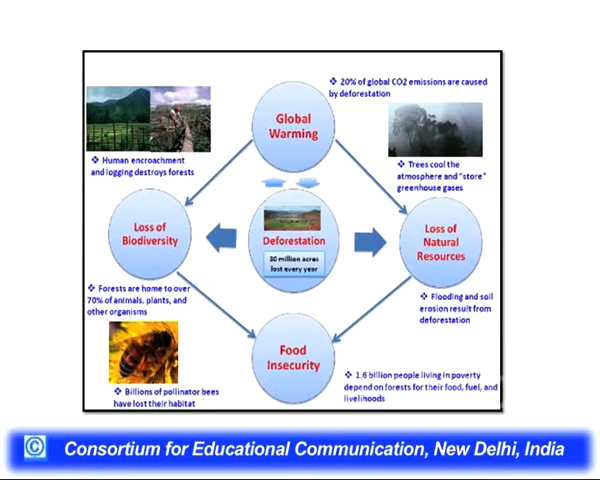 ❖ 20% of global CO2 emissions are caused
by deforestation
Global
Warming
❖ Human encroachment
and logging destroys forests
❖ Trees cool the
atmosphere and “store”
greenhouse gases
Loss of
Biodiversity
Deforestation
30 million acres
lost every year
Loss of
Natural
Resources
❖ Forests are home to over
70% of animals, plants, and
other organisms
❖ Flooding and soil
erosion result from
deforestation
Food
Insecurity
❖ Billions of pollinator bees
have lost their habitat
❖ 1.6 billion people living in poverty
depend on forests for their food, fuel, and
livelihoods
© Consortium for Educational Communication, New Delhi, India